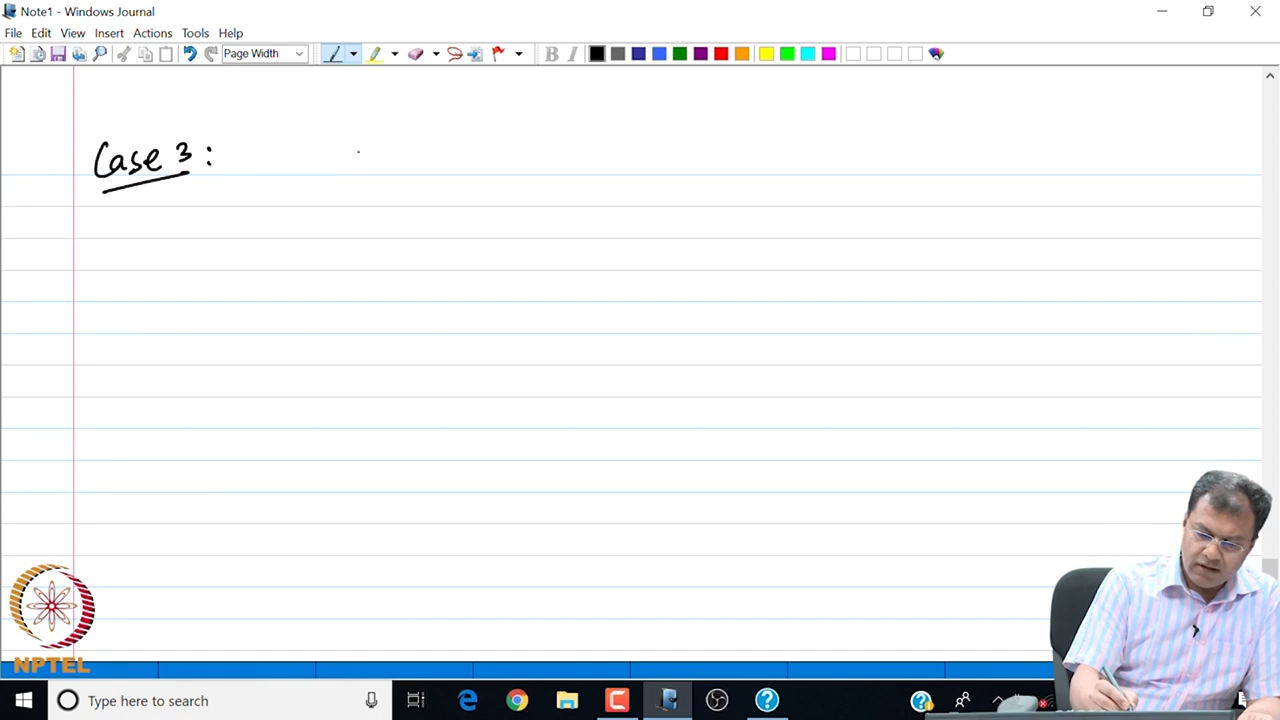 Note1 - Windows Journal
File Edit View Insert Actions Tools Help
Page Width
B I
Case 3:
NPTEL
Type here to search